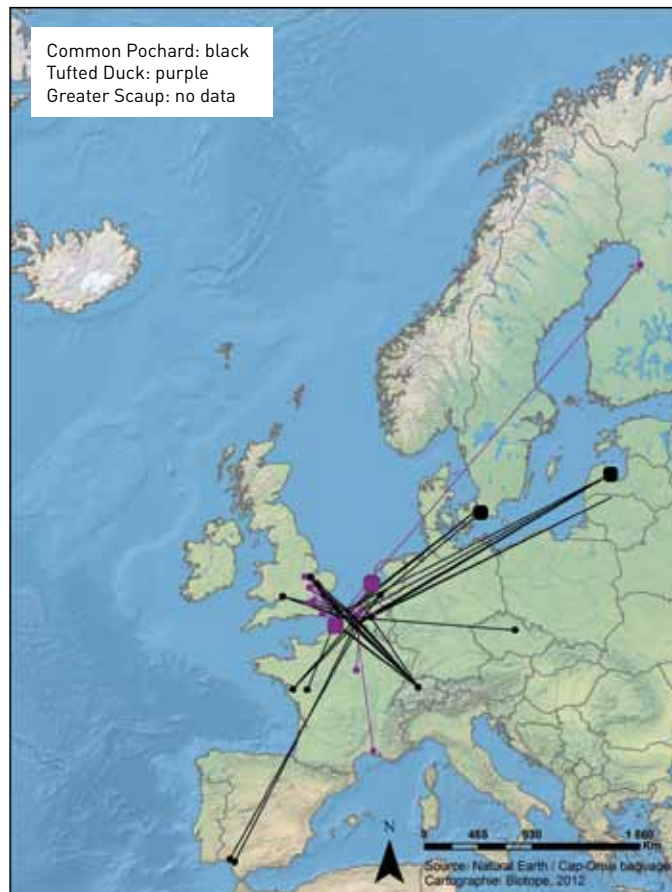 Common Pochard: black
Tufted Duck: purple
Greater Scaup: no data
N
0 465 930 1 860
Km
Source: Natural Earth / Cap-Ornis baguage
Cartographie: Biotope, 2012